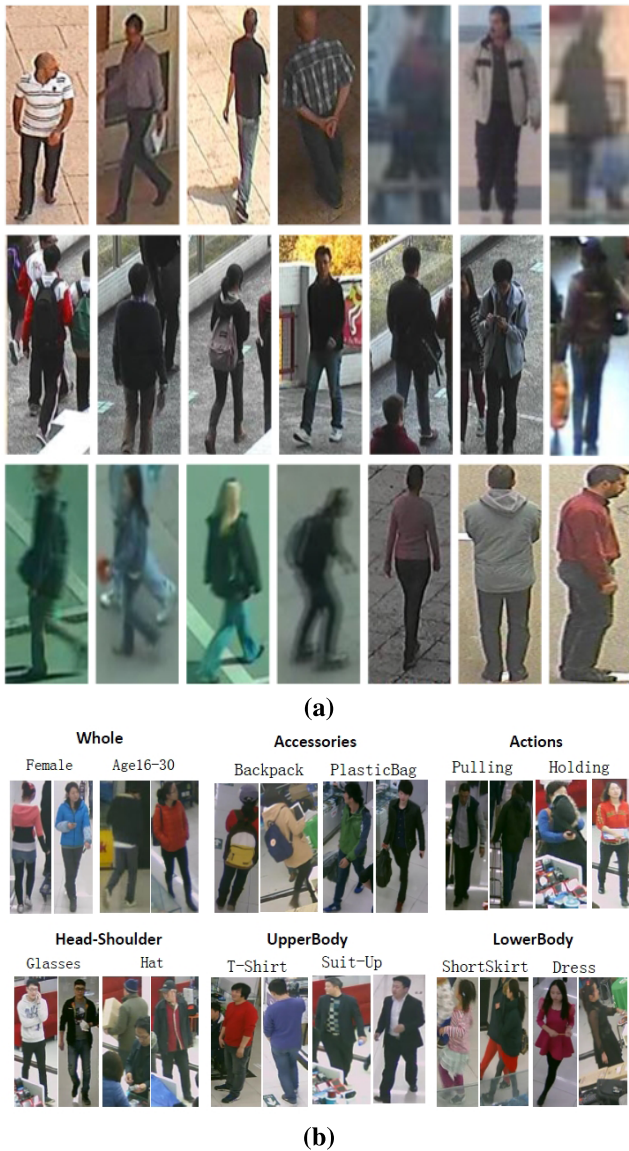 (a)
Whole
Accessories
Actions
Female
Age16-30
Backpack
PlasticBag
Pulling
Holding
Head-Shoulder
UpperBody
LowerBody
Glasses
Hat
T-Shirt
Suit-Up
ShortSkirt
Dress
(b)